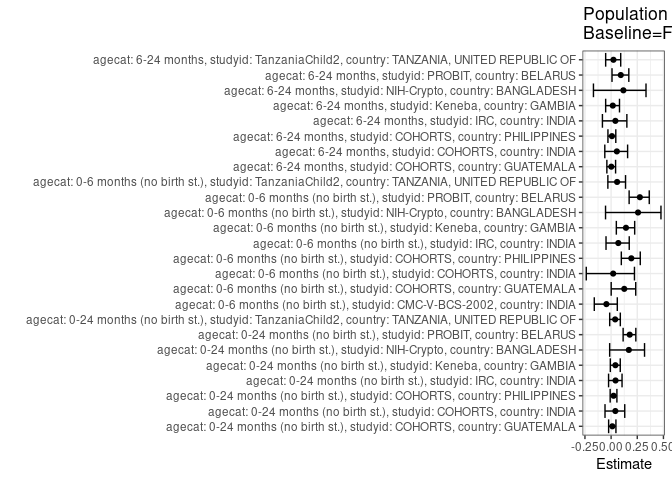 Population
Baseline=F
agecat: 6-24 months, studyid: TanzaniaChild2, country: TANZANIA, UNITED REPUBLIC OF
agecat: 6-24 months, studyid: PROBIT, country: BELARUS
agecat: 6-24 months, studyid: NIH-Crypto, country: BANGLADESH
agecat: 6-24 months, studyid: Keneba, country: GAMBIA
agecat: 6-24 months, studyid: IRC, country: INDIA
agecat: 6-24 months, studyid: COHORTS, country: PHILIPPINES
agecat: 6-24 months, studyid: COHORTS, country: INDIA
agecat: 6-24 months, studyid: COHORTS, country: GUATEMALA
agecat: 0-6 months (no birth st.), studyid: TanzaniaChild2, country: TANZANIA, UNITED REPUBLIC OF
agecat: 0-6 months (no birth st.), studyid: PROBIT, country: BELARUS
agecat: 0-6 months (no birth st.), studyid: NIH-Crypto, country: BANGLADESH
agecat: 0-6 months (no birth st.), studyid: Keneba, country: GAMBIA
agecat: 0-6 months (no birth st.), studyid: IRC, country: INDIA
agecat: 0-6 months (no birth st.), studyid: COHORTS, country: PHILIPPINES
agecat: 0-6 months (no birth st.), studyid: COHORTS, country: INDIA
agecat: 0-6 months (no birth st.), studyid: COHORTS, country: GUATEMALA
agecat: 0-6 months (no birth st.), studyid: CMC-V-BCS-2002, country: INDIA
agecat: 0-24 months (no birth st.), studyid: TanzaniaChild2, country: TANZANIA, UNITED REPUBLIC OF
agecat: 0-24 months (no birth st.), studyid: PROBIT, country: BELARUS
agecat: 0-24 months (no birth st.), studyid: NIH-Crypto, country: BANGLADESH
agecat: 0-24 months (no birth st.), studyid: Keneba, country: GAMBIA
agecat: 0-24 months (no birth st.), studyid: IRC, country: INDIA
agecat: 0-24 months (no birth st.), studyid: COHORTS, country: PHILIPPINES
agecat: 0-24 months (no birth st.), studyid: COHORTS, country: INDIA
agecat: 0-24 months (no birth st.), studyid: COHORTS, country: GUATEMALA
-0.25 0.00 0.25 0.50
Estimate